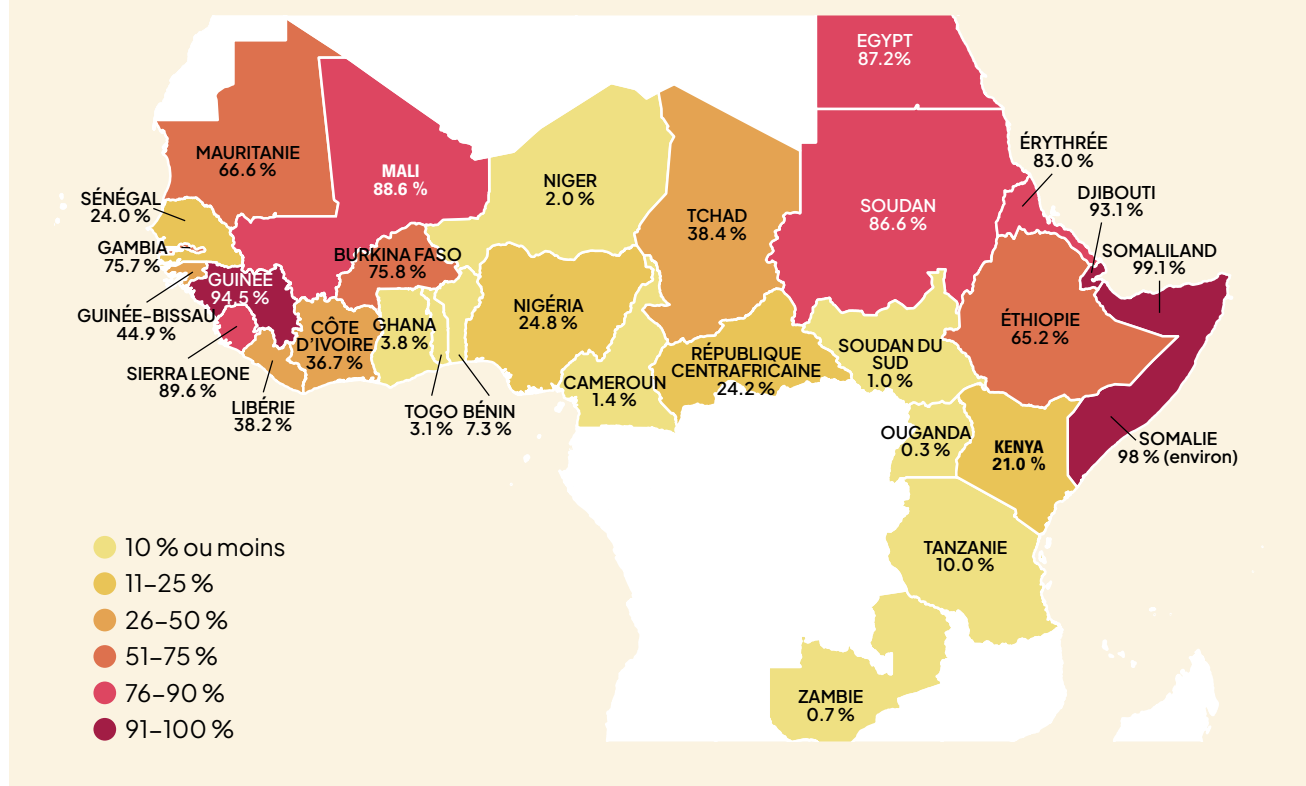 EGYPT
87.2%
MAURITANIE
66.6 %
MALI
88.6 %
NIGER
2.0 %
TCHAD
38.4 %
SOUDAN
86.6 %
ÉRYTHRÉE
83.0 %
DJIBOUTI
93.1 %
SOMALILAND
99.1 %
SÉNÉGAL
24.0 %
GAMBIA
75.7 %
GUINÉE-BISSAU
44.9 %
GUINÉE
94.5 %
SIERRA LEONE
89.6 %
LIBÉRIE
38.2 %
CÔTE
D'IVOIRE
36.7 %
BURKINA FASO
75.8 %
GHANA
3.8 %
TOGO
3.1 %
BÉNIN
7.3 %
NIGÉRIA
24.8 %
CAMEROUN
1.4 %
RÉPUBLIQUE
CENTRAFRICAINE
24.2 %
SOUDAN DU
SUD
1.0 %
ÉTHIOPIE
65.2 %
OUGANDA
0.3 %
KENYA
21.0 %
SOMALIE
98 % (environ)
TANZANIE
10.0 %
ZAMBIE
0.7 %
10 % ou moins
11–25 %
26–50 %
51–75 %
76–90 %
91–100 %